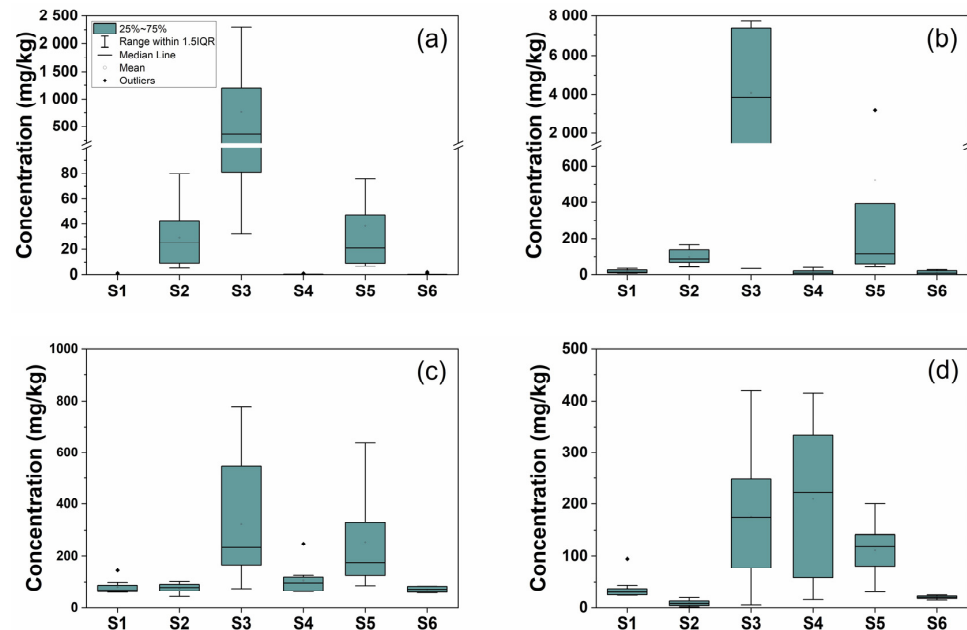 (a)
25%~75%
Range within 1.5IQR
Median Line
Mean
Outliers
Concentration (mg/kg)
2 500
2 000
1 500
1 000
500
80
60
40
20
0
S1 S2 S3 S4 S5 S6
(b)
Concentration (mg/kg)
8 000
6 000
4 000
2 000
600
400
200
0
S1 S2 S3 S4 S5 S6
(c)
Concentration (mg/kg)
1000
800
600
400
200
0
S1 S2 S3 S4 S5 S6
(d)
Concentration (mg/kg)
500
400
300
200
100
0
S1 S2 S3 S4 S5 S6